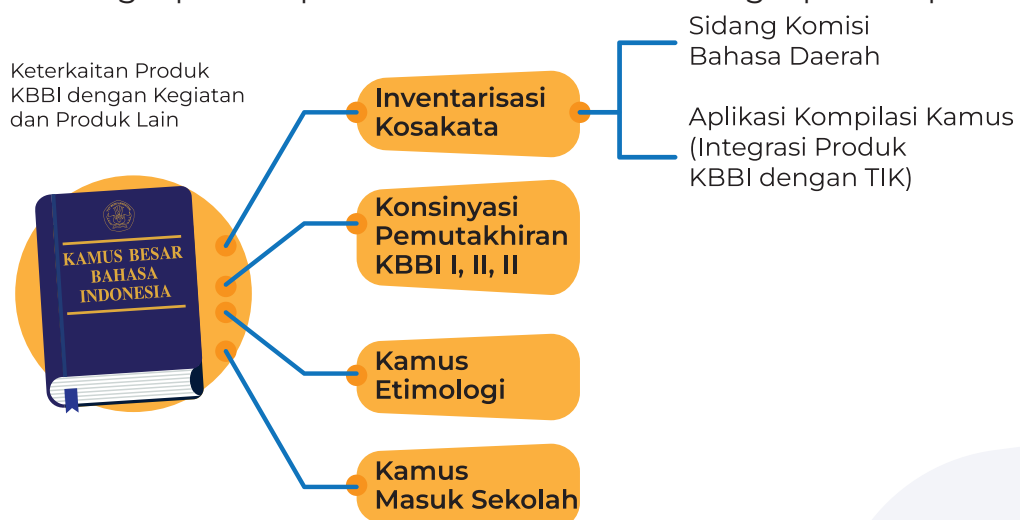 Keterkaitan Produk
KBBI dengan Kegiatan
dan Produk Lain
KAMUS BESAR
BAHASA
INDONESIA
Inventarisasi
Kosakata
Sidang Komisi
Bahasa Daerah
Aplikasi Kompilasi Kamus
(Integrasi Produk
KBBI dengan TIK)
Konsinyasi
Pemutakhiran
KBBI I, II, II
Kamus
Etimologi
Kamus
Masuk Sekolah